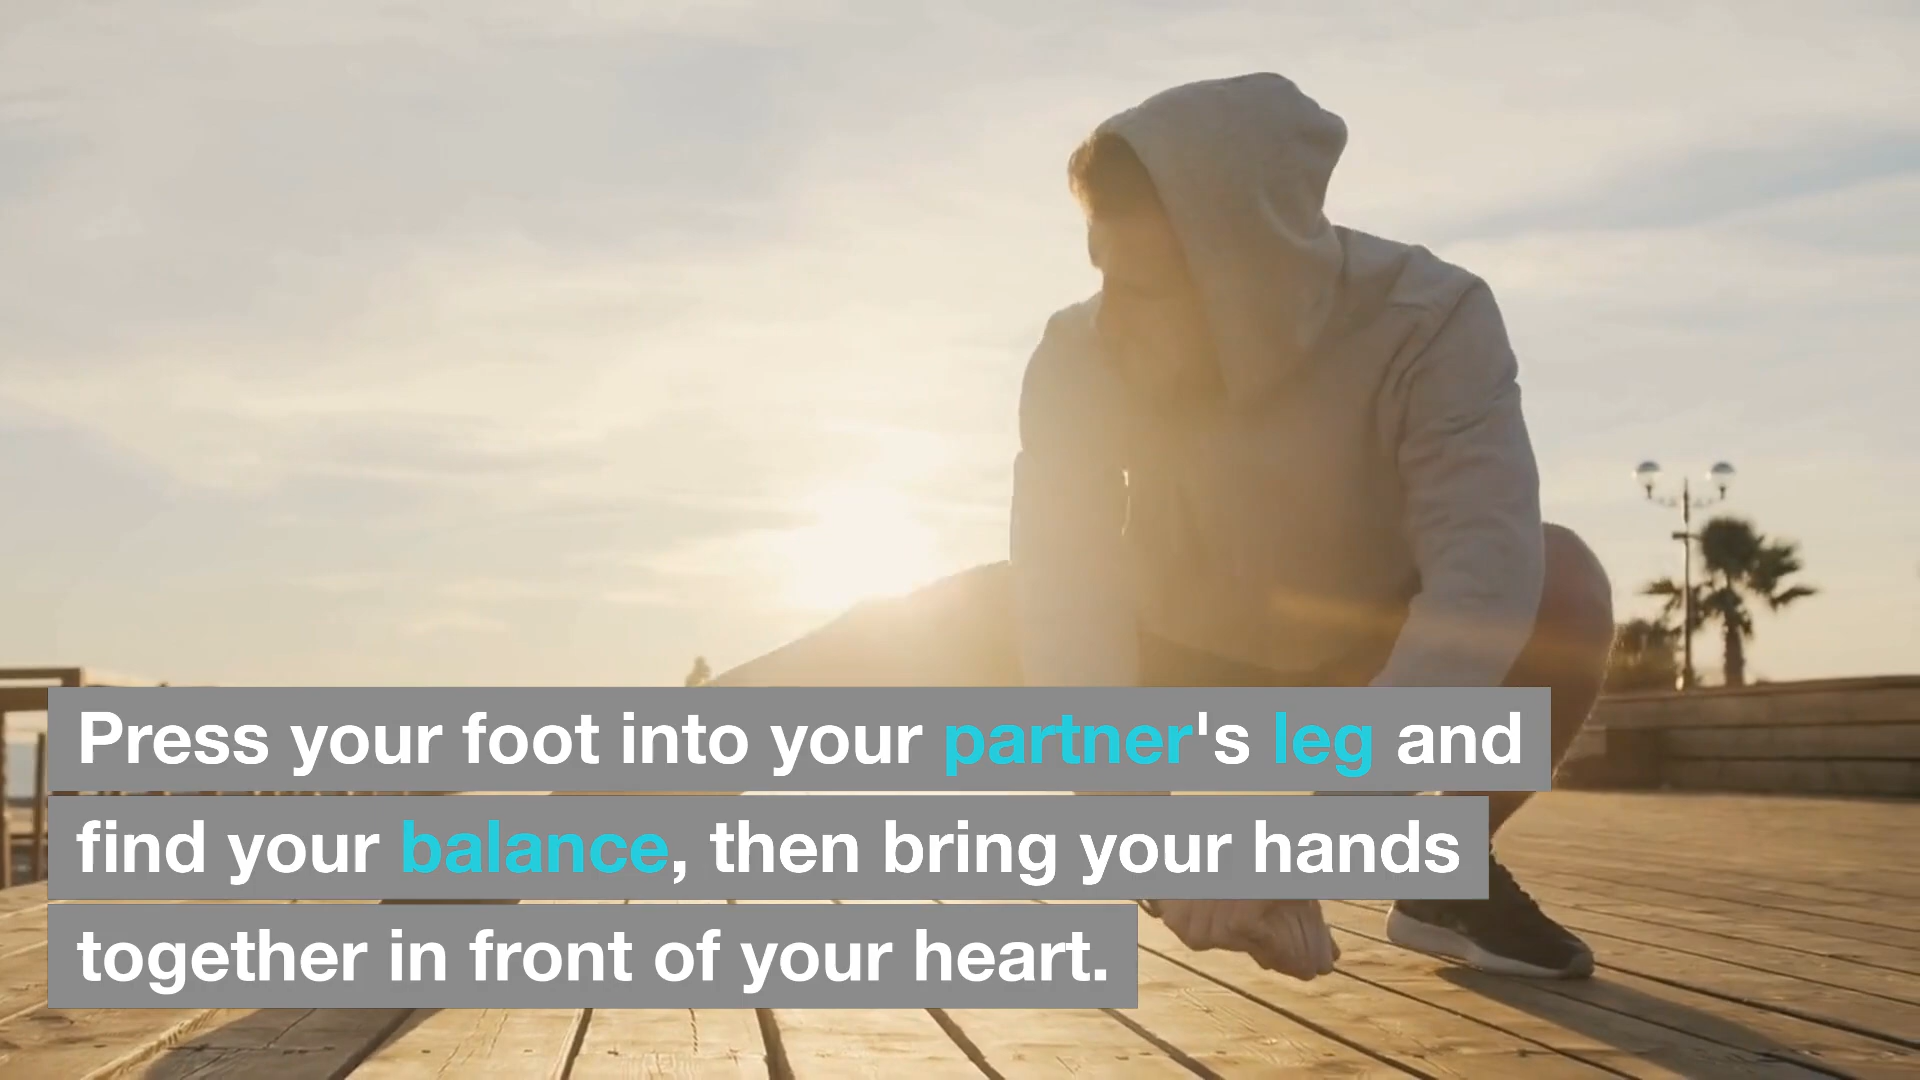 Press your foot into your partner's leg and
find your balance, then bring your hands
together in front of your heart.